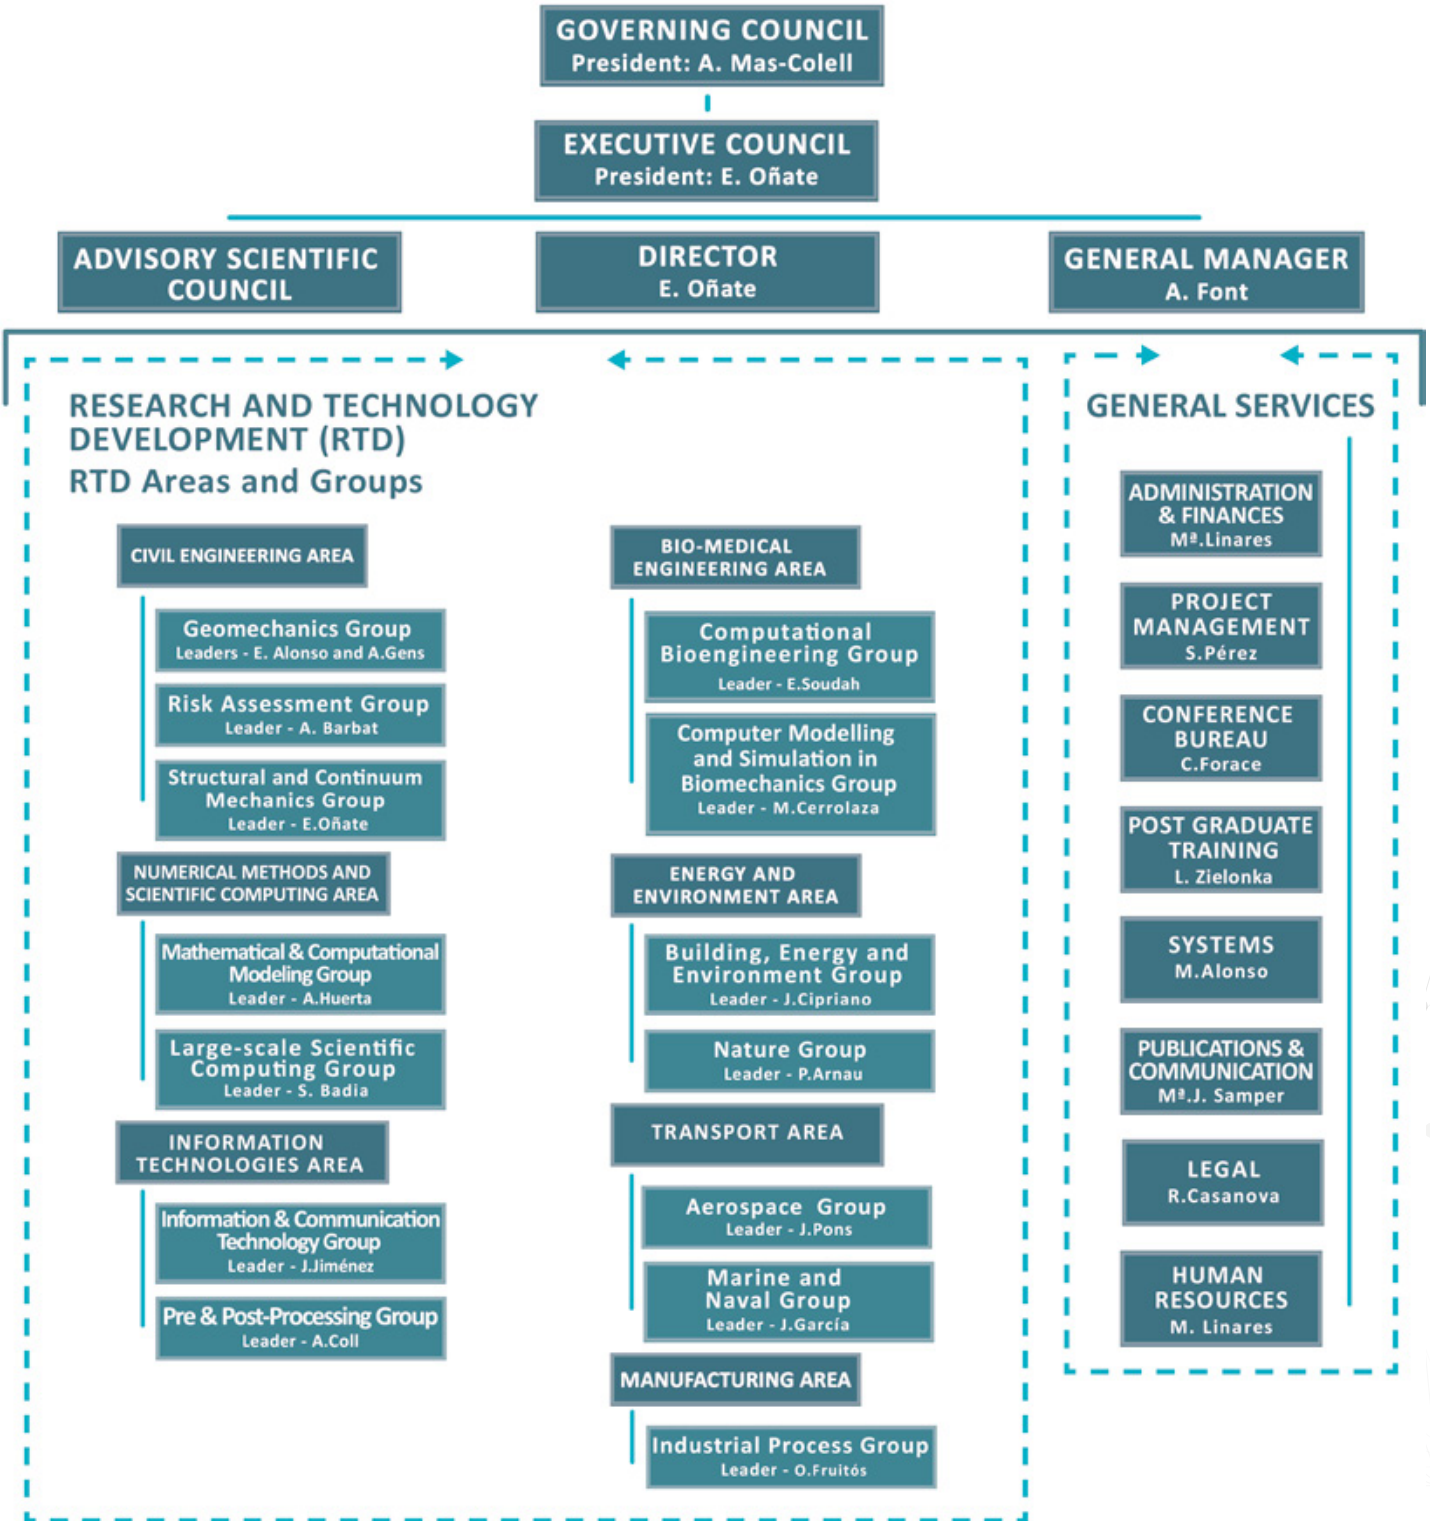 GOVERNING COUNCIL
President: A. Mas-Colell
EXECUTIVE COUNCIL
President: E. Oñate
ADVISORY SCIENTIFIC
COUNCIL
DIRECTOR
E. Oñate
GENERAL MANAGER
A. Font
RESEARCH AND TECHNOLOGY
DEVELOPMENT (RTD)
RTD Areas and Groups
CIVIL ENGINEERING AREA
Geomechanics Group
Leaders - E. Alonso and A.Gens
Risk Assessment Group
Leader - A. Barbat
Structural and Continuum
Mechanics Group
Leader - E.Oñate
NUMERICAL METHODS AND
SCIENTIFIC COMPUTING AREA
Mathematical & Computational
Modeling Group
Leader - A.Huerta
Large-scale Scientific
Computing Group
Leader - S. Badia
INFORMATION
TECHNOLOGIES AREA
Information & Communication
Technology Group
Leader - J.Jiménez
Pre & Post-Processing Group
Leader - A.Coll
BIO-MEDICAL
ENGINEERING AREA
Computational
Bioengineering Group
Leader - E.Soudah
Computer Modelling
and Simulation in
Biomechanics Group
Leader - M.Cerrolaza
ENERGY AND
ENVIRONMENT AREA
Building, Energy and
Environment Group
Leader - J.Cipriano
Nature Group
Leader - P.Arnau
TRANSPORT AREA
Aerospace Group
Leader - J.Pons
Marine and
Naval Group
Leader - J.García
MANUFACTURING AREA
Industrial Process Group
Leader - O.Fruitós
GENERAL SERVICES
ADMINISTRATION
& FINANCES
Mª.Linares
PROJECT
MANAGEMENT
S.Pérez
CONFERENCE
BUREAU
C.Forace
POST GRADUATE
TRAINING
L. Zielonka
SYSTEMS
M.Alonso
PUBLICATIONS &
COMMUNICATION
Mª.J. Samper
LEGAL
R.Casanova
HUMAN
RESOURCES
M. Linares